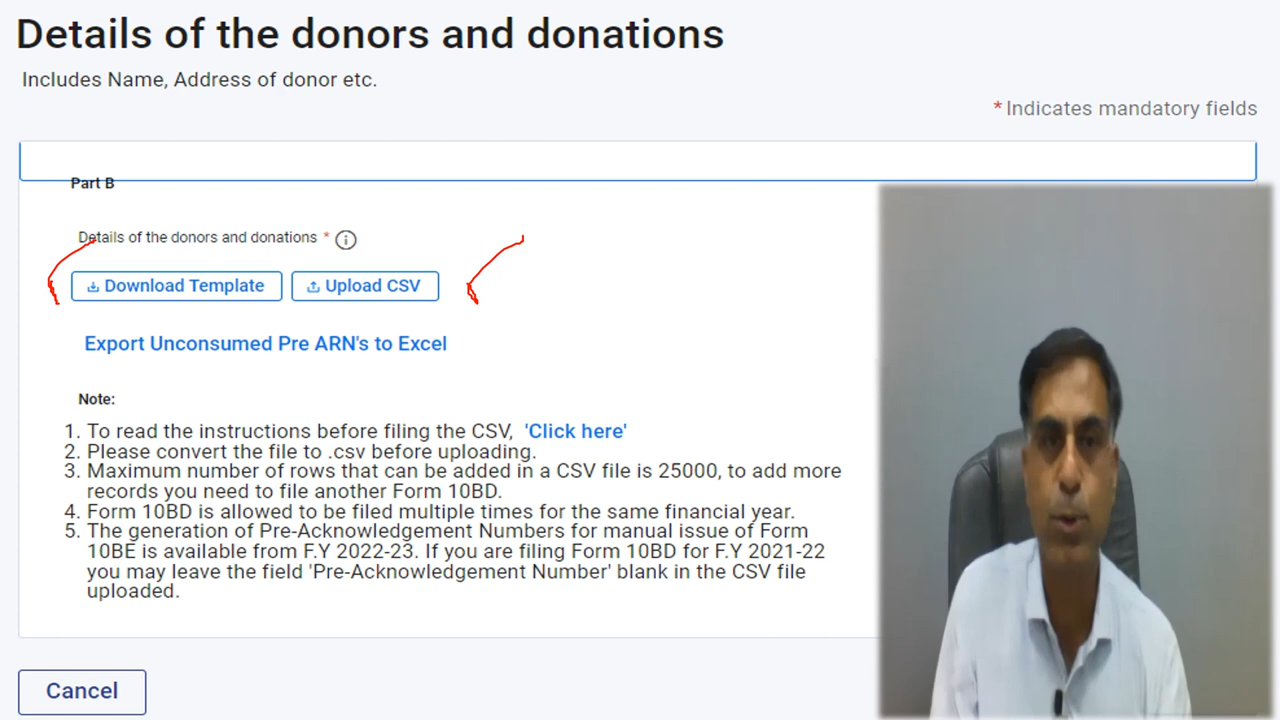 Details of the donors and donations
Includes Name, Address of donor etc.
* Indicates mandatory fields
Part B
Details of the donors and donations *
Download Template
Upload CSV
Export Unconsumed Pre ARN's to Excel
Note:
1. To read the instructions before filing the CSV, 'Click here'
2. Please convert the file to .csv before uploading.
3. Maximum number of rows that can be added in a CSV file is 25000, to add more
records you need to file another Form 10BD.
4. Form 10BD is allowed to be filed multiple times for the same financial year.
5. The generation of Pre-Acknowledgement Numbers for manual issue of Form
10BE is available from F.Y 2022-23. If you are filing Form 10BD for F.Y 2021-22
you may leave the field 'Pre-Acknowledgement Number' blank in the CSV file
uploaded.
Cancel